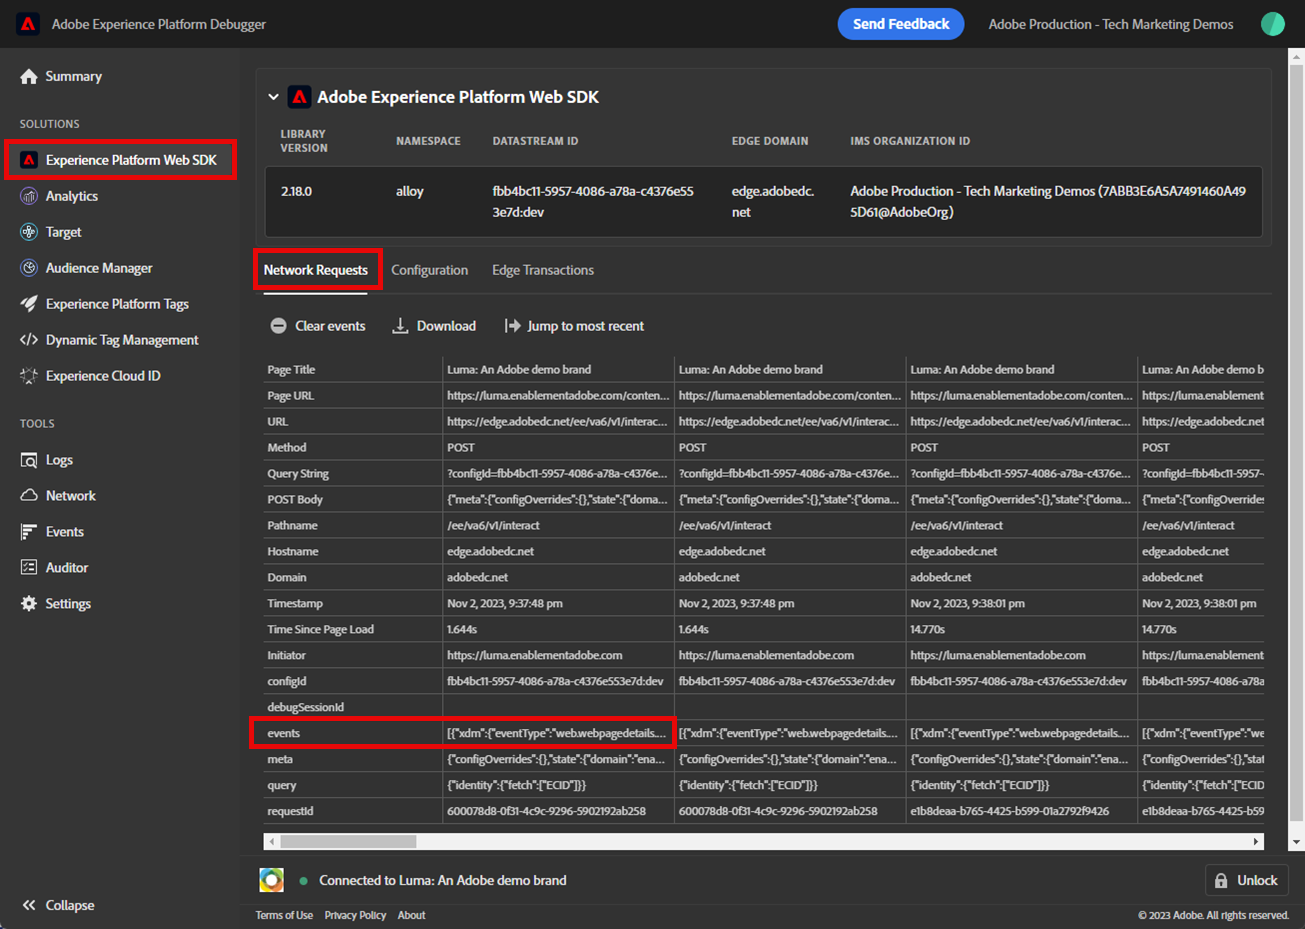 Adobe Experience Platform Debugger
Send Feedback
Adobe Production - Tech Marketing Demos
Summary
SOLUTIONS
Experience Platform Web SDK
Analytics
Target
Audience Manager
Experience Platform Tags
Dynamic Tag Management
Experience Cloud ID
TOOLS
Logs
Network
Events
Auditor
Settings
Collapse
Adobe Experience Platform Web SDK
LIBRARY VERSION NAMESPACE DATASTREAM ID EDGE DOMAIN IMS ORGANIZATION ID
2.18.0 alloy fbb4bc11-5957-4086-a78a-c4376e55 edge.adobedc. Adobe Production - Tech Marketing Demos (7ABB3E6A5A7491460A49
3e7d:dev net 5D61@AdobeOrg)
Network Requests Configuration Edge Transactions
Clear events Download Jump to most recent
Page Title Luma: An Adobe demo brand Luma: An Adobe demo brand Luma: An Adobe demo brand Luma: An Adobe demo b
Page URL https://luma.enablementadobe.com/conten... https://luma.enablementadobe.com/conten... https://luma.enablementadobe.com/conten... https://luma.enablement
URL https://edge.adobedc.net/ee/va6/v1/interac... https://edge.adobedc.net/ee/va6/v1/interac... https://edge.adobedc.net/ee/va6/v1/interac... https://edge.adobedc.net
Method POST POST POST POST
Query String ?configId=fbb4bc11-5957-4086-a78a-c4376e... ?configId=fbb4bc11-5957-4086-a78a-c4376e... ?configId=fbb4bc11-5957-4086-a78a-c4376e... ?configId=fbb4bc11-5957-
POST Body {"meta":{"configOverrides":{},"state":{"doma... {"meta":{"configOverrides":{},"state":{"doma... {"meta":{"configOverrides":{},"state":{"doma... {"meta":{"configOverride
Pathname /ee/va6/v1/interact /ee/va6/v1/interact /ee/va6/v1/interact /ee/va6/v1/interact
Hostname edge.adobedc.net edge.adobedc.net edge.adobedc.net edge.adobedc.net
Domain adobedc.net adobedc.net adobedc.net adobedc.net
Timestamp Nov 2, 2023, 9:37:48 pm Nov 2, 2023, 9:37:48 pm Nov 2, 2023, 9:38:01 pm Nov 2, 2023, 9:38:01 pm
Time Since Page Load 1.644s 1.644s 14.770s 14.770s
Initiator https://luma.enablementadobe.com https://luma.enablementadobe.com https://luma.enablementadobe.com https://luma.enablement
configId fbb4bc11-5957-4086-a78a-c4376e553e7d:dev fbb4bc11-5957-4086-a78a-c4376e553e7d:dev fbb4bc11-5957-4086-a78a-c4376e553e7d:dev fbb4bc11-5957-4086-a78a
debugSessionId
events [{"xdm":{"eventType":"web.webpagedetails.... [{"xdm":{"eventType":"web.webpagedetails.... [{"xdm":{"eventType":"web.webpagedetails.... [{"xdm":{"eventType":"we
meta {"configOverrides":{},"state":{"domain":"ena... {"configOverrides":{},"state":{"domain":"ena... {"configOverrides":{},"state":{"domain":"ena... {"configOverrides":{},"stat
query {"identity":{"fetch":["ECID"]}} {"identity":{"fetch":["ECID"]}} {"identity":{"fetch":["ECID"]}} {"identity":{"fetch":["ECID
requestId 600078d8-0f31-4c9c-9296-5902192ab258 600078d8-0f31-4c9c-9296-5902192ab258 e1b8deaa-b765-4425-b599-01a2792f9426 e1b8deaa-b765-4425-b59
Connected to Luma: An Adobe demo brand
Unlock
Terms of Use Privacy Policy About © 2023 Adobe. All rights reserved.